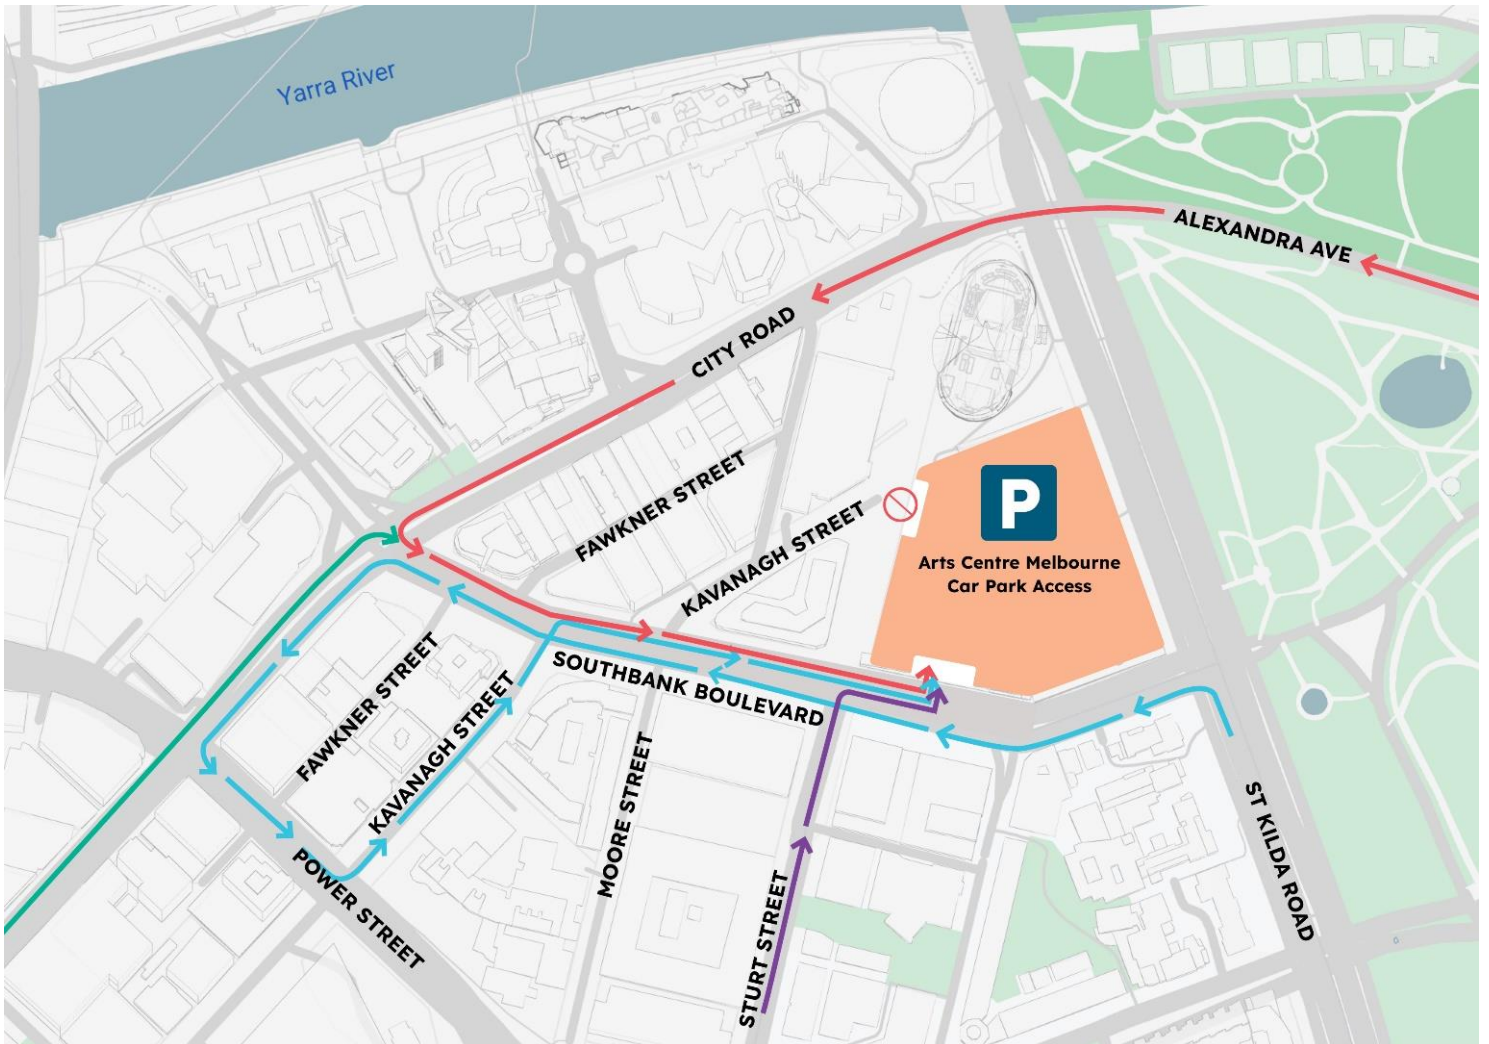 Yarra River
ALEXANDRA AVE
CITY ROAD
FAWKNER STREET
KAVANAGH STREET
P
Arts Centre Melbourne
Car Park Access
SOUTHBANK BOULEVARD
FAWKNER STREET
KAVANAGH STREET
MOORE STREET
POWER STREET
STURT STREET
ST KILDA ROAD